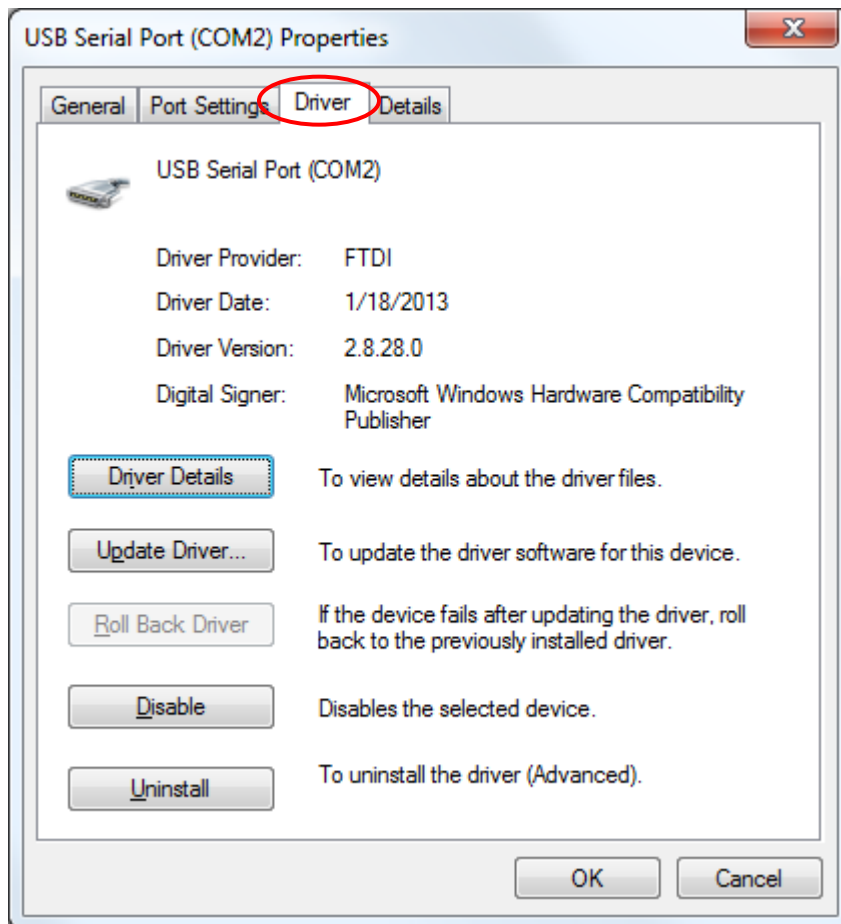 USB Serial Port (COM2) Properties
General Port Settings Driver Details
USB Serial Port (COM2)
Driver Provider: FTDI
Driver Date: 1/18/2013
Driver Version: 2.8.28.0
Digital Signer: Microsoft Windows Hardware Compatibility
Publisher
Driver Details To view details about the driver files.
Update Driver... To update the driver software for this device.
Roll Back Driver If the device fails after updating the driver, roll
back to the previously installed driver.
Disable Disables the selected device.
Uninstall To uninstall the driver (Advanced).
OK Cancel